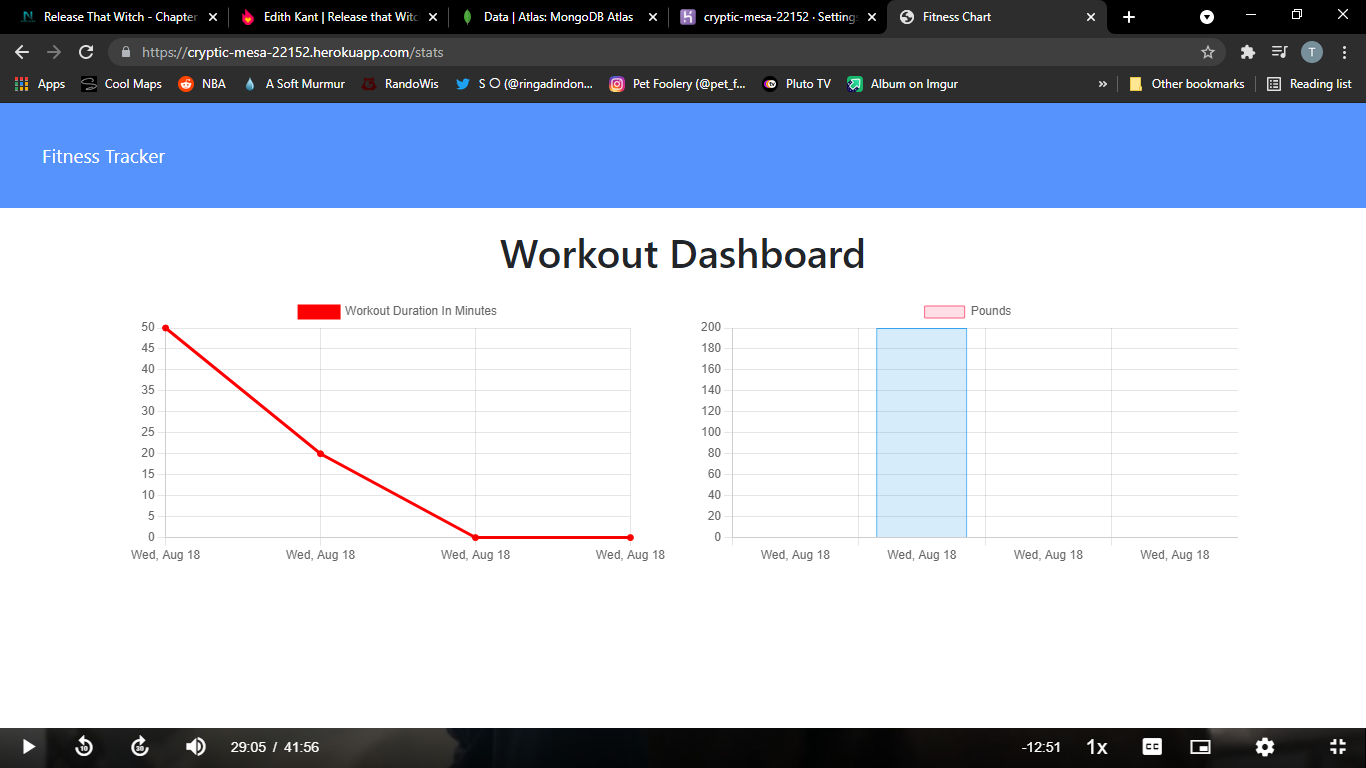 Release That Witch - Chapter
Edith Kant | Release that Witc
Data | Atlas: MongoDB Atlas
cryptic-mesa-22152 · Settings
Fitness Chart
https://cryptic-mesa-22152.herokuapp.com/stats
T
Apps
Cool Maps
NBA
A Soft Murmur
RandoWis
S O (@ringadindon...
Pet Foolery (@pet_f...
Pluto TV
Album on Imgur
»
Other bookmarks
Reading list
Fitness Tracker
Workout Dashboard
Workout Duration In Minutes
50
45
40
35
30
25
20
15
10
5
0
Wed, Aug 18 Wed, Aug 18 Wed, Aug 18 Wed, Aug 18
Pounds
200
180
160
140
120
100
80
60
40
20
0
Wed, Aug 18 Wed, Aug 18 Wed, Aug 18 Wed, Aug 18
10
30
29:05 / 41:56
-12:51
1x
CC